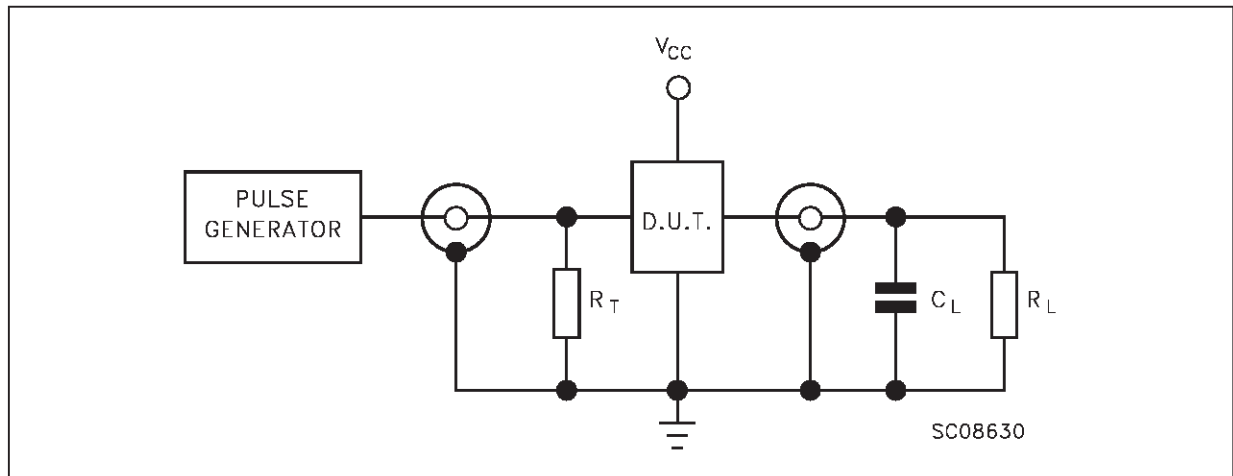 VCC
PULSE
GENERATOR
D.U.T.
RT
CL
RL
SC08630